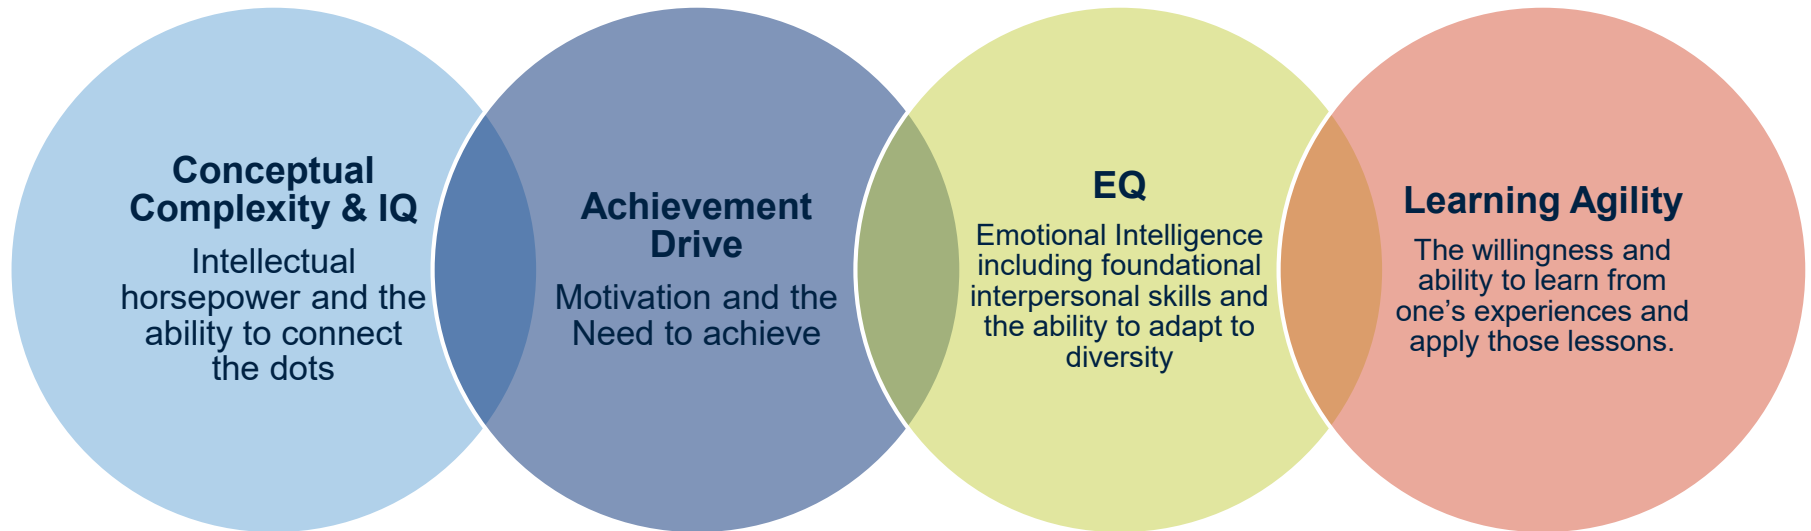 Conceptual
Complexity & IQ
Intellectual
horsepower and the
ability to connect
the dots
Achievement
Drive
Motivation and the
Need to achieve
EQ
Emotional Intelligence
including foundational
interpersonal skills and
the ability to adapt to
diversity
Learning Agility
The willingness and
ability to learn from
one’s experiences and
apply those lessons.